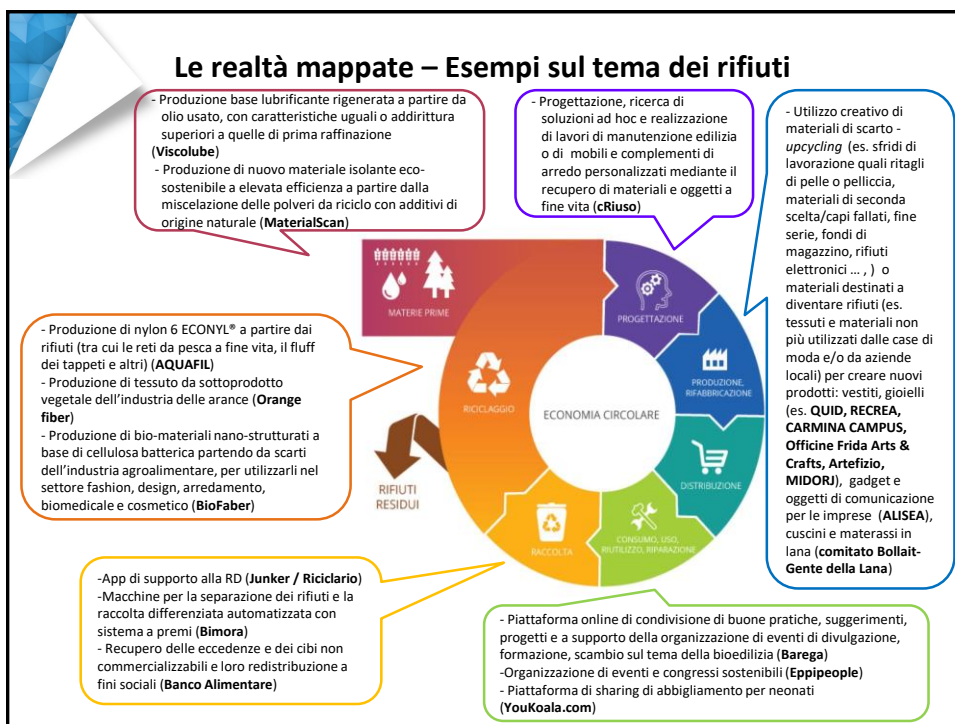 Le realtà mappate – Esempi sul tema dei rifiuti
- Produzione base lubrificante rigenerata a partire da
olio usato, con caratteristiche uguali o addirittura
superiori a quelle di prima raffinazione
(Viscolube)
- Produzione di nuovo materiale isolante eco-
sostenibile a elevata efficienza a partire dalla
miscelazione delle polveri da riciclo con additivi di
origine naturale (MaterialScan)
- Progettazione, ricerca di
soluzioni ad hoc e realizzazione
di lavori di manutenzione edilizia
o di mobili e complementi di
arredo personalizzati mediante il
recupero di materiali e oggetti a
fine vita (cRiuso)
- Utilizzo creativo di
materiali di scarto -
upcycling (es. sfridi di
lavorazione quali ritagli
di pelle o pelliccia,
materiali di seconda
scelta/capi fallati, fine
serie, fondi di
magazzino, rifiuti
elettronici … , ) o
materiali destinati a
diventare rifiuti (es.
tessuti e materiali non
più utilizzati dalle case di
moda e/o da aziende
locali) per creare nuovi
prodotti: vestiti, gioielli
(es. QUID, RECREA,
CARMINA CAMPUS,
Officine Frida Arts &
Crafts, Artefizio,
MIDORJ), gadget e
oggetti di comunicazione
per le imprese (ALISEA),
cuscini e materassi in
lana (comitato Bollait-
Gente della Lana)
MATERIE PRIME
PROGETTAZIONE
PRODUZIONE,
RIFABBRICAZIONE
DISTRIBUZIONE
CONSUMO, USO,
RIUTILIZZO, RIPARAZIONE
RACCOLTA
RICICLAGGIO
ECONOMIA CIRCOLARE
RIFIUTI
RESIDUI
- Produzione di nylon 6 ECONYL® a partire dai
rifiuti (tra cui le reti da pesca a fine vita, il fluff
dei tappeti e altri) (AQUAFIL)
- Produzione di tessuto da sottoprodotto
vegetale dell’industria delle arance (Orange
fiber)
- Produzione di bio-materiali nano-strutturati a
base di cellulosa batterica partendo da scarti
dell’industria agroalimentare, per utilizzarli nel
settore fashion, design, arredamento,
biomedicale e cosmetico (BioFaber)
-App di supporto alla RD (Junker / Riciclario)
-Macchine per la separazione dei rifiuti e la
raccolta differenziata automatizzata con
sistema a premi (Bimora)
- Recupero delle eccedenze e dei cibi non
commercializzabili e loro redistribuzione a
fini sociali (Banco Alimentare)
- Piattaforma online di condivisione di buone pratiche, suggerimenti,
progetti e a supporto della organizzazione di eventi di divulgazione,
formazione, scambio sul tema della bioedilizia (Barega)
-Organizzazione di eventi e congressi sostenibili (Eppipeople)
- Piattaforma di sharing di abbigliamento per neonati
(YouKoala.com)